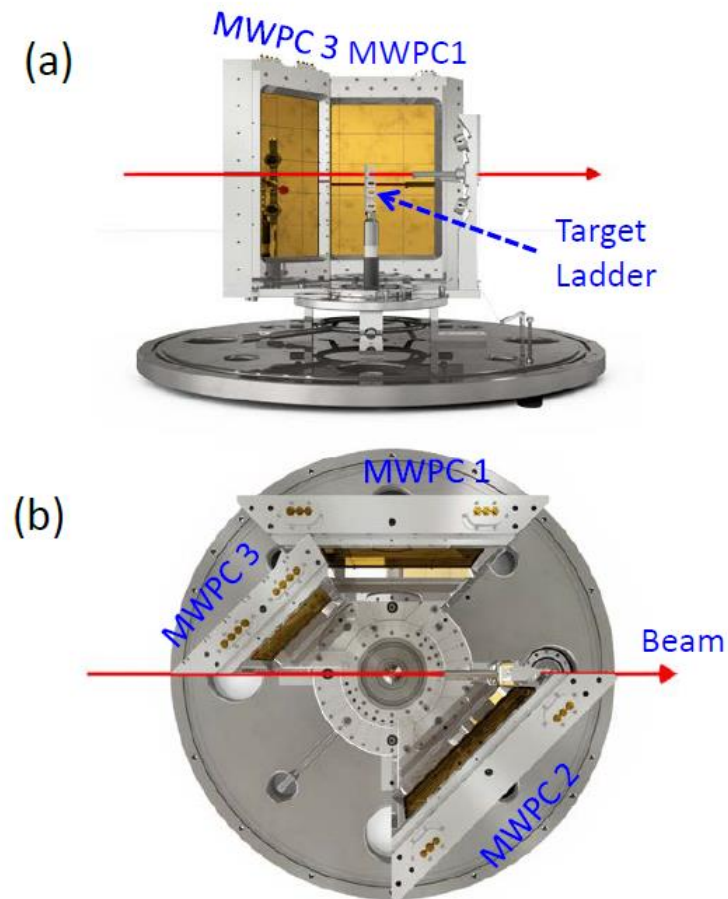 (a)
MWPC 3
MWPC1
Target
Ladder
(b)
MWPC 1
MWPC 3
Beam
MWPC 2